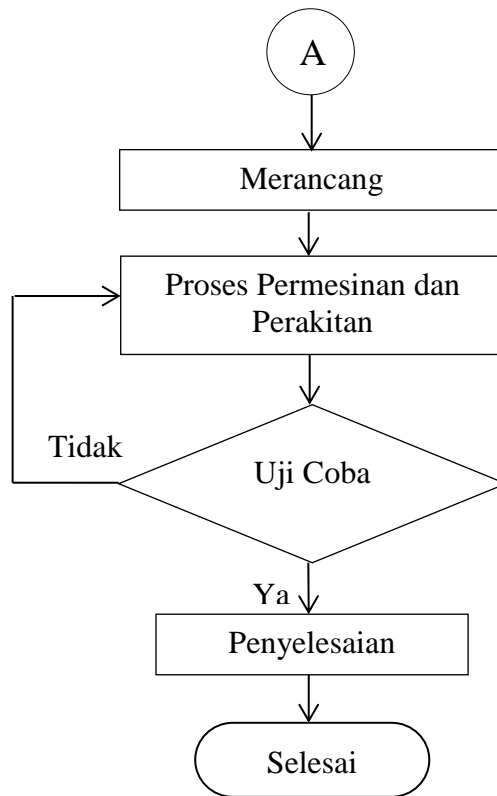 A
Merancang
Proses Permesinan dan
Perakitan
Tidak
Uji Coba
Ya
Penyelesaian
Selesai